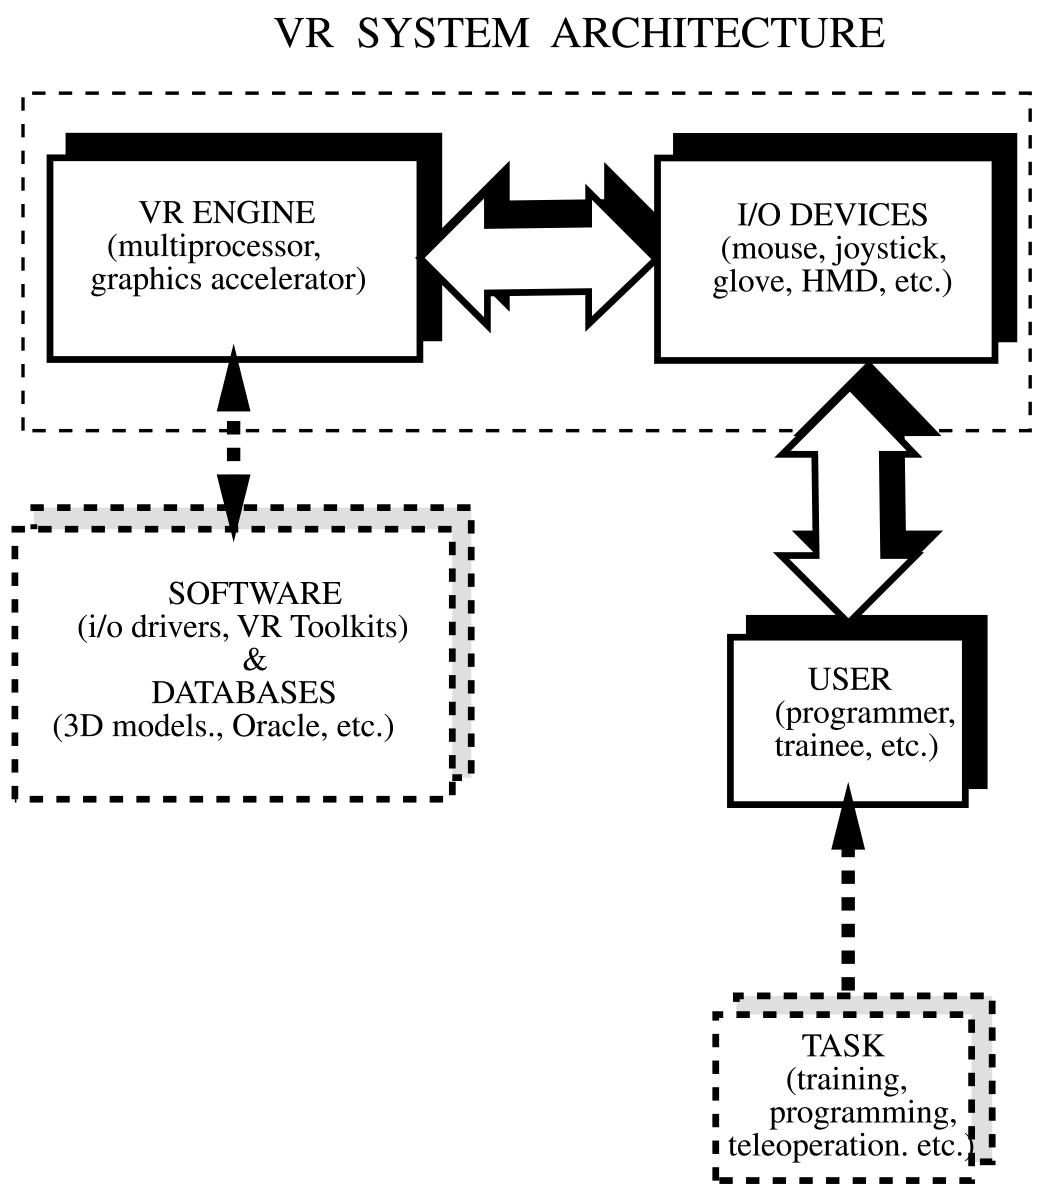 VR SYSTEM ARCHITECTURE
VR ENGINE
(multiprocessor,
graphics accelerator)
I/O DEVICES
(mouse, joystick,
glove, HMD, etc.)
SOFTWARE
(i/o drivers, VR Toolkits)
&
DATABASES
(3D models., Oracle, etc.)
USER
(programmer,
trainee, etc.)
TASK
(training,
programming,
teleoperation. etc.)